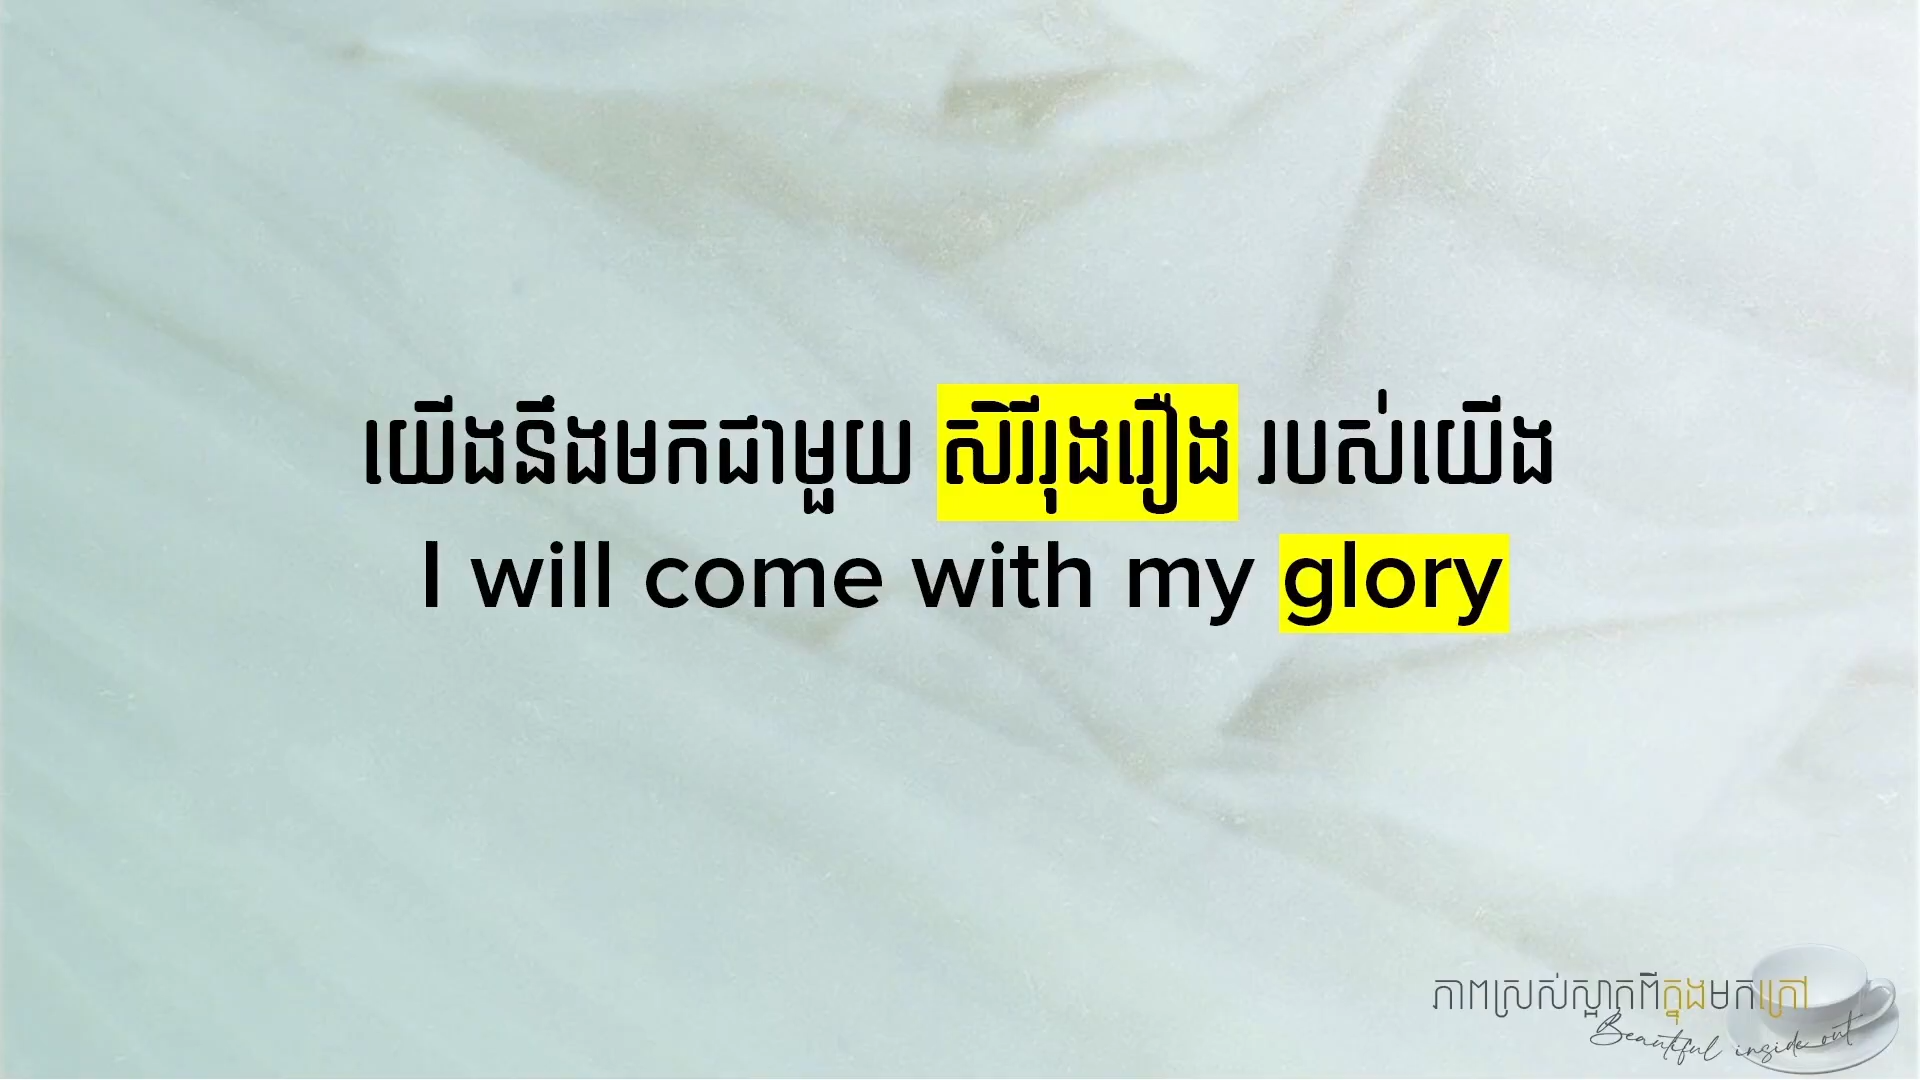 យើងនឹងមកជាមួយ សិរីរុងរឿង របស់យើង
I will come with my glory
ភាពស្រស់ស្អាតពីក្នុងមកក្រៅ
Beautiful inside out